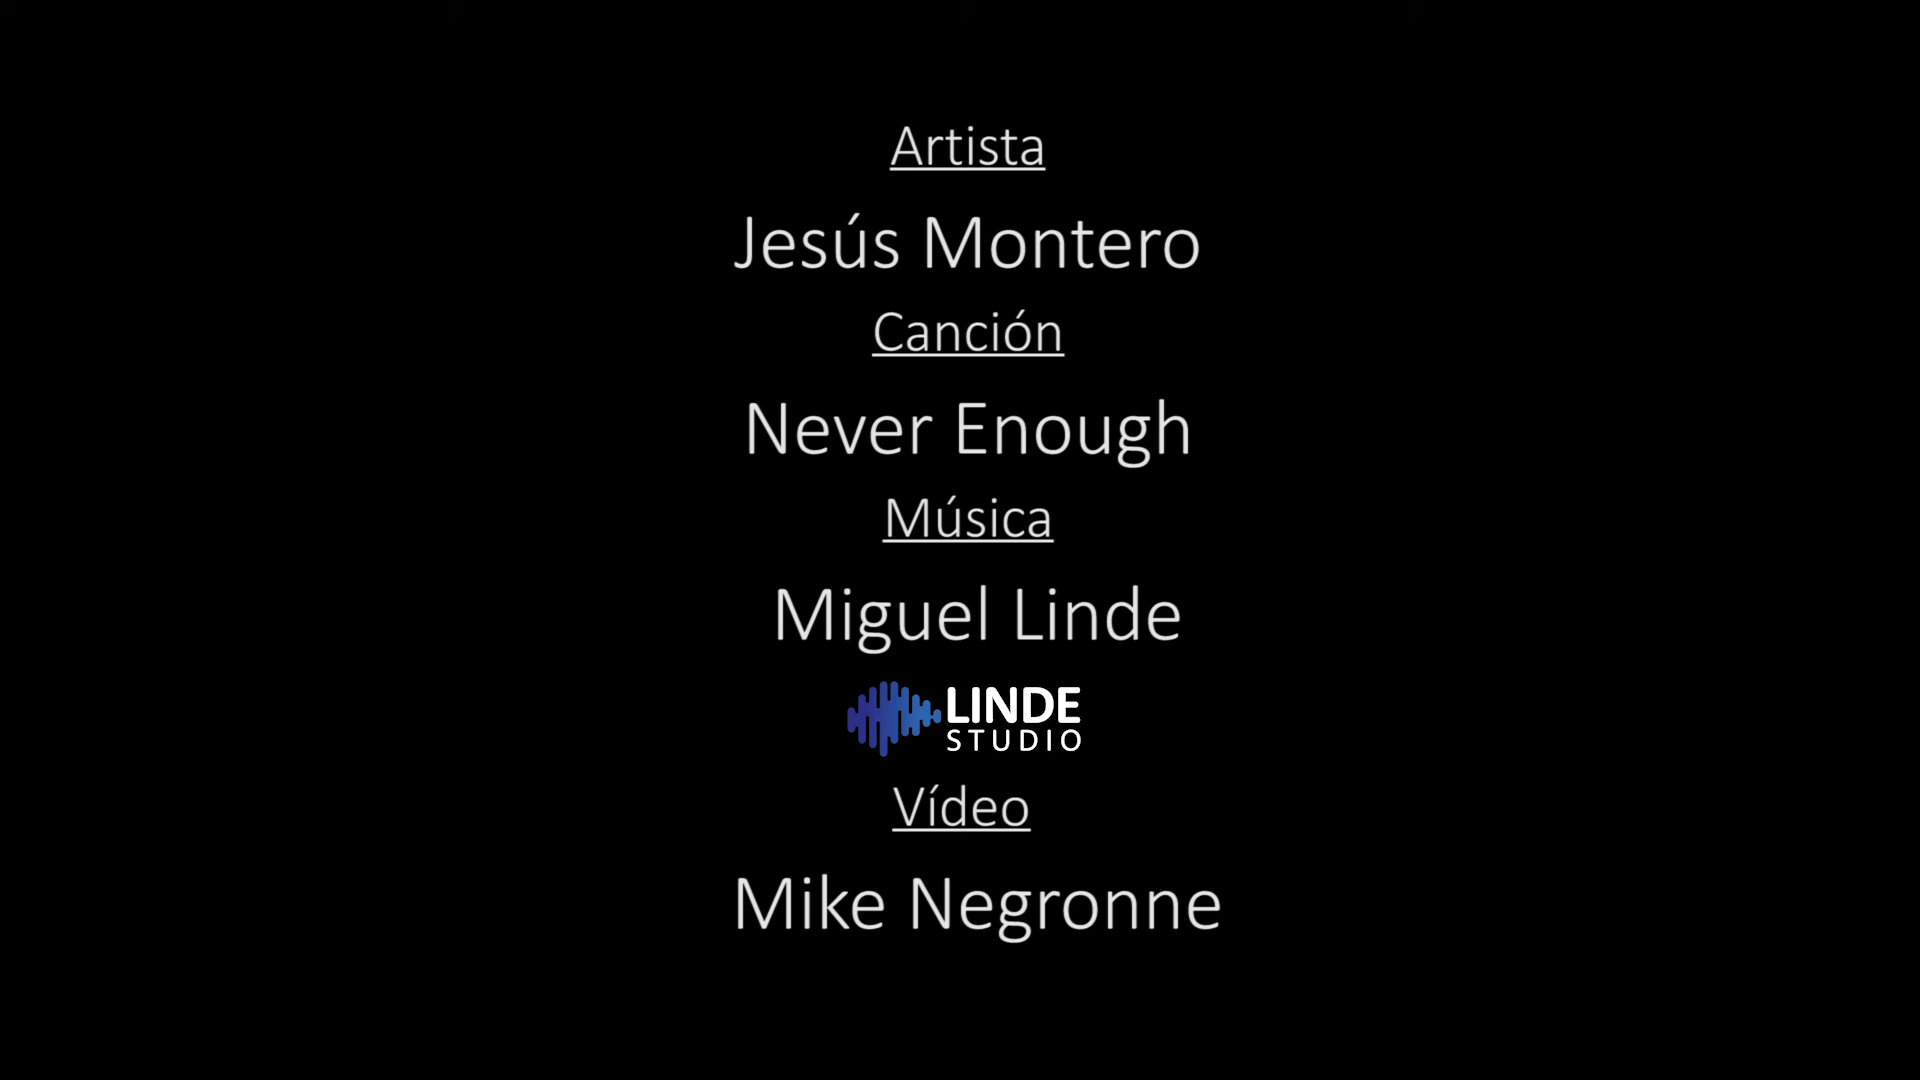 Artista
Jesús Montero
Canción
Never Enough
Música
Miguel Linde
LINDE
STUDIO
Vídeo
Mike Negronne